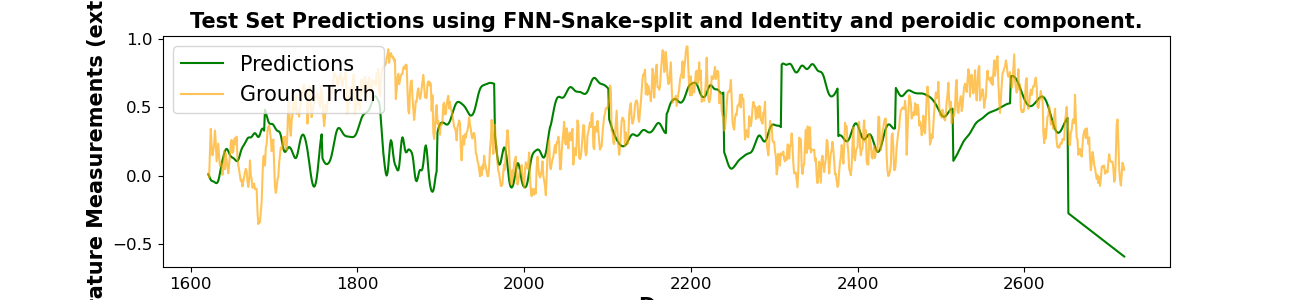 Test Set Predictions using FNN-Snake-split and Identity and peroidic component.
Measurements
Predictions
Ground Truth
1.0
0.5
0.0
−0.5
1600
1800
2000
2200
2400
2600